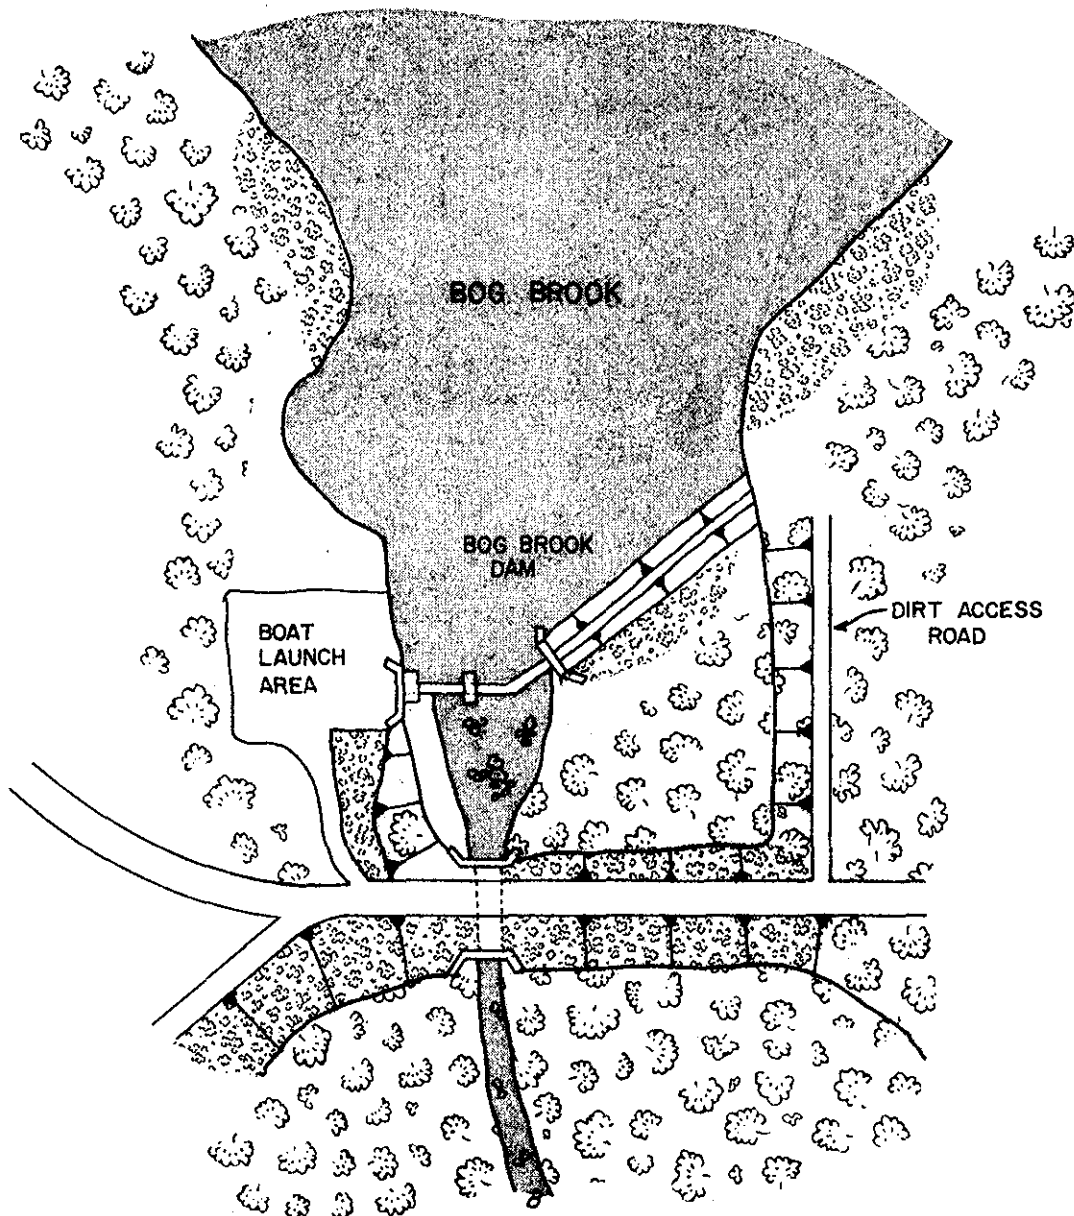 BOG BROOK
BOG BROOK
DAM
BOAT
LAUNCH
AREA
DIRT ACCESS
ROAD